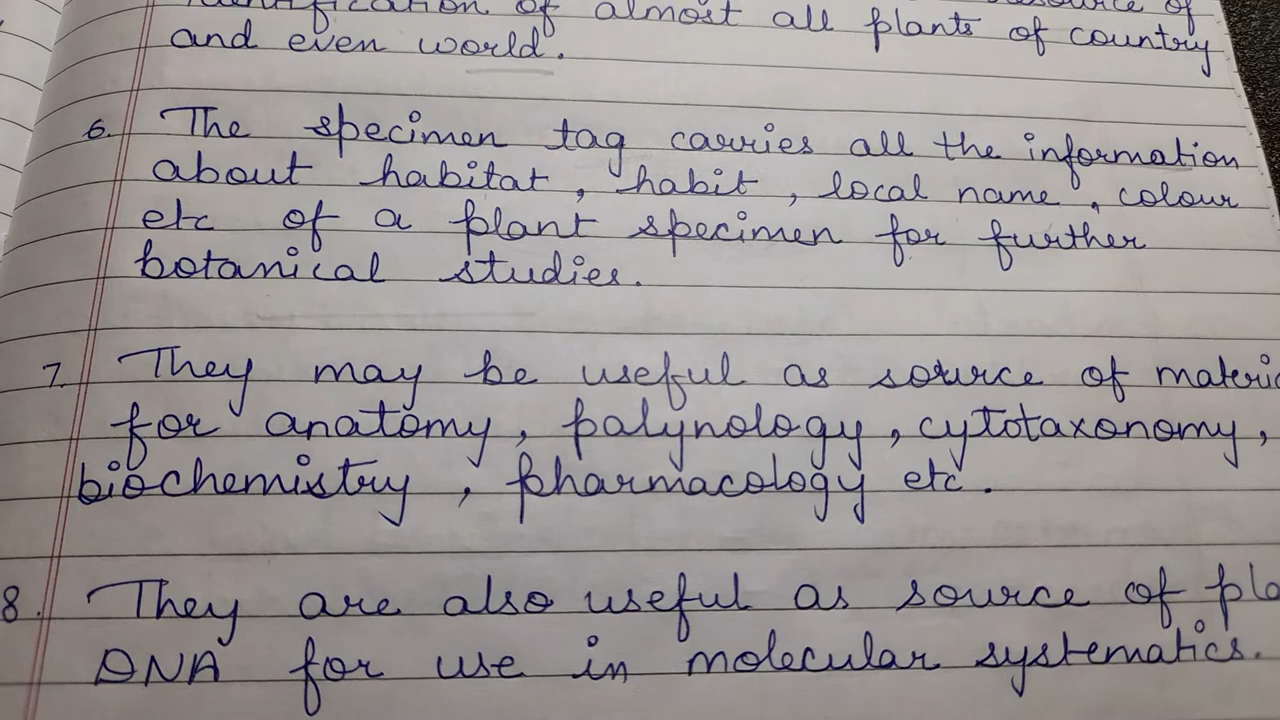 of almost all plants of country
and even world.
6. The specimen tag carries all the information
about habitat, habit, local name, colour
etc of a plant specimen for further
botanical studies.
7. They may be useful as source of
for anatomy, palynology, cytotaxonomy,
biochemistry, pharmacology etc.
8. They are also useful as source of
DNA for use in molecular systematics.